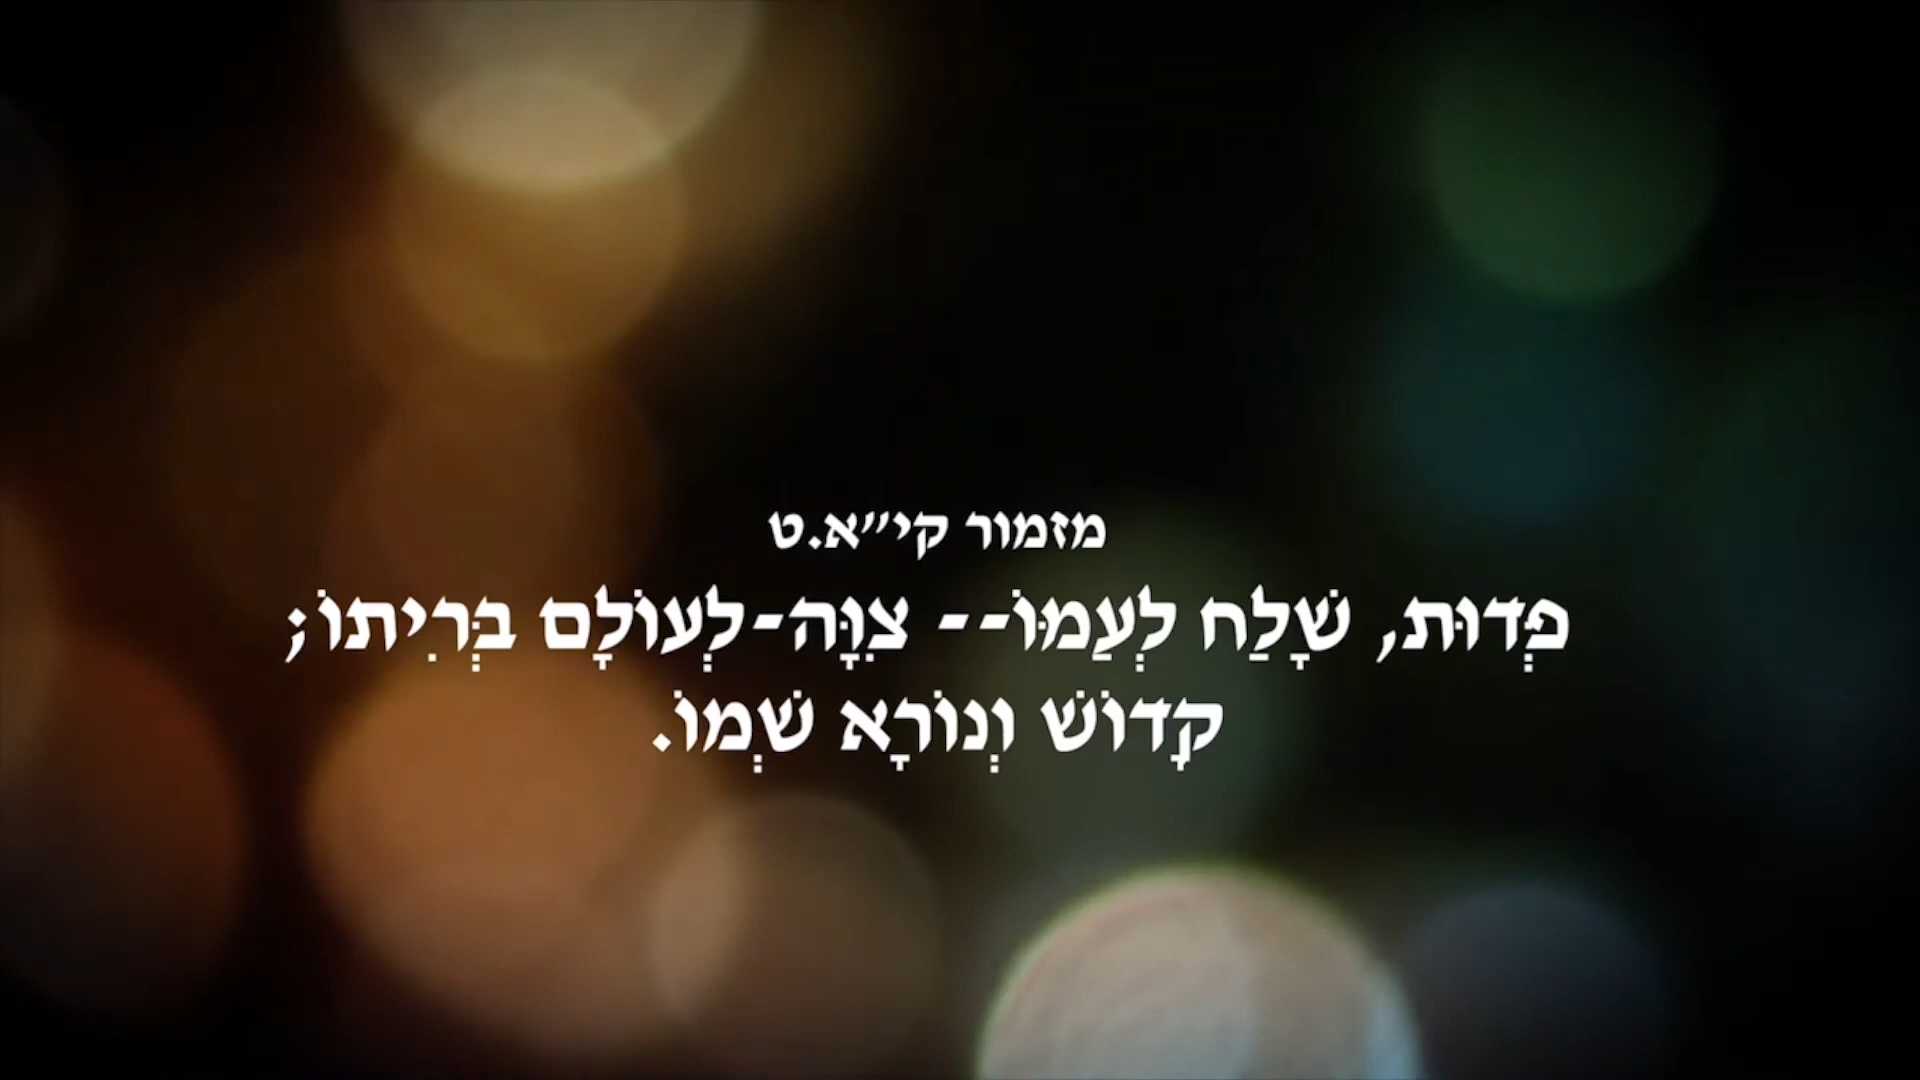 מזמור קי״א.ט
פְּדוּת, שָׁלַח לְעַמּוֹ-- צִוָּה-לְעוֹלָם בְּרִיתוֹ;
קָדוֹשׁ וְנוֹרָא שְׁמוֹ.